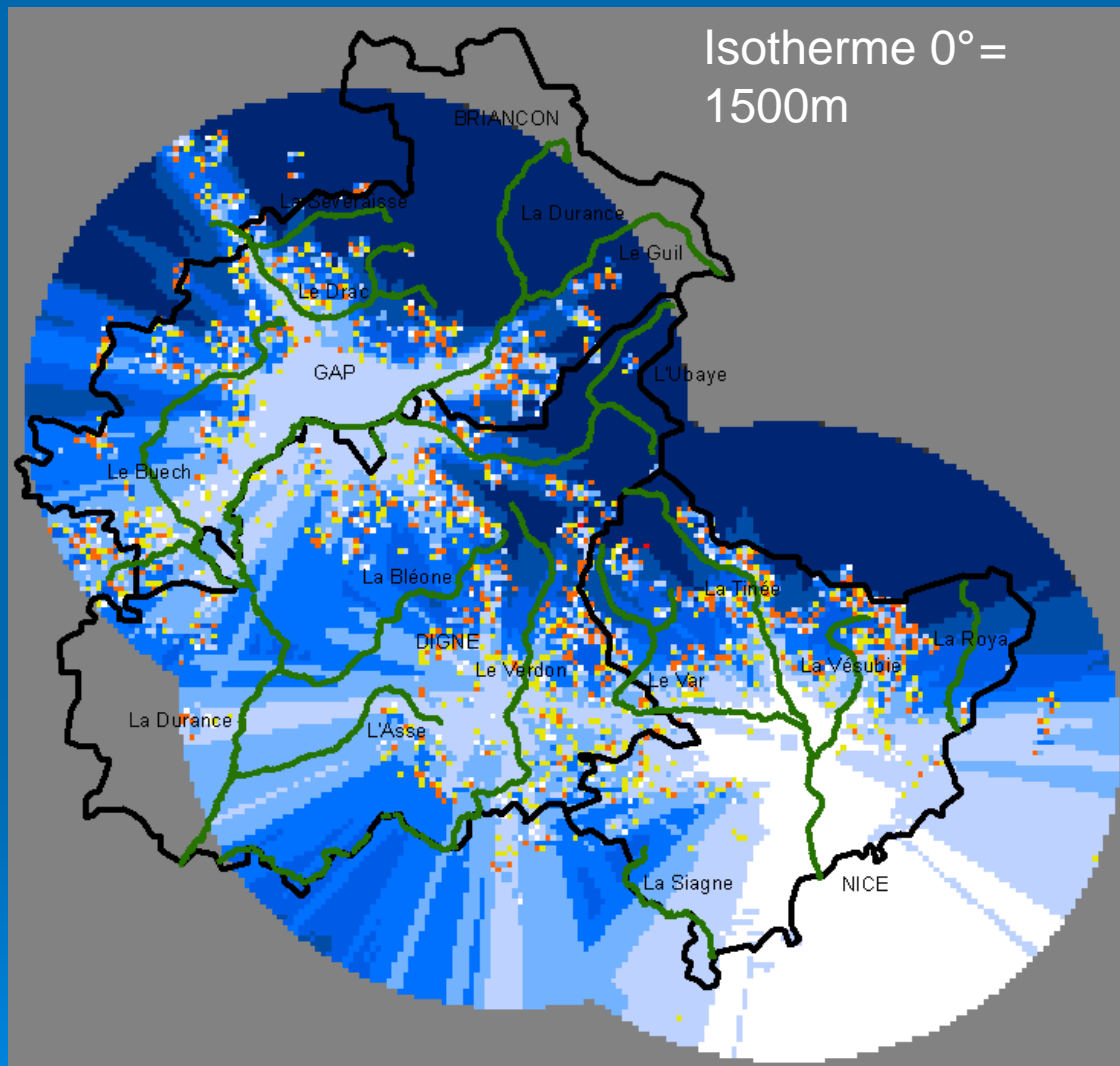 Isotherme 0°=
1500m
BRIANCON
La Séveraisse
La Durance
Le Guil
Le Drac
GAP
L'Ubaye
Le Buech
La Bléone
La Tinée
DIGNE
La Roya
Le Verdon
La Vésubie
Le Var
La Durance
L'Asse
La Siagne
NICE